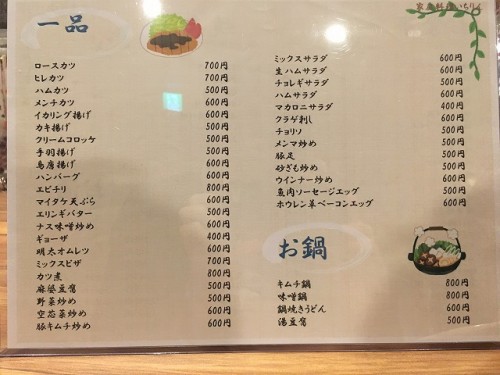 家庭料理 いちりん
一品
ロースカツ 700円
ヒレカツ 700円
ハムカツ 500円
メンチカツ 600円
イカリング揚げ 600円
カキ揚げ 500円
クリームコロッケ 500円
手羽揚げ 500円
鳥唐揚げ 600円
ハンバーグ 600円
エビチリ 800円
マイタケ天ぷら 600円
エリンギバター 500円
ナス味噌炒め 500円
ギョーザ 400円
明太オムレツ 600円
ミックスピザ 700円
カツ煮 800円
麻婆豆腐 500円
野菜炒め 500円
空芯菜炒め 600円
豚キムチ炒め 600円
ミックスサラダ 600円
生ハムサラダ 600円
チョレギサラダ 500円
ハムサラダ 600円
マカロニサラダ 400円
クラゲ刺し 600円
チョリソ 500円
メンマ炒め 500円
豚足 500円
砂ぎも炒め 500円
ウインナー炒め 600円
魚肉ソーセージエッグ 500円
ホウレン草ベーコンエッグ 600円
お鍋
キムチ鍋 800円
味噌鍋 800円
鍋焼きうどん 600円
湯豆腐 500円